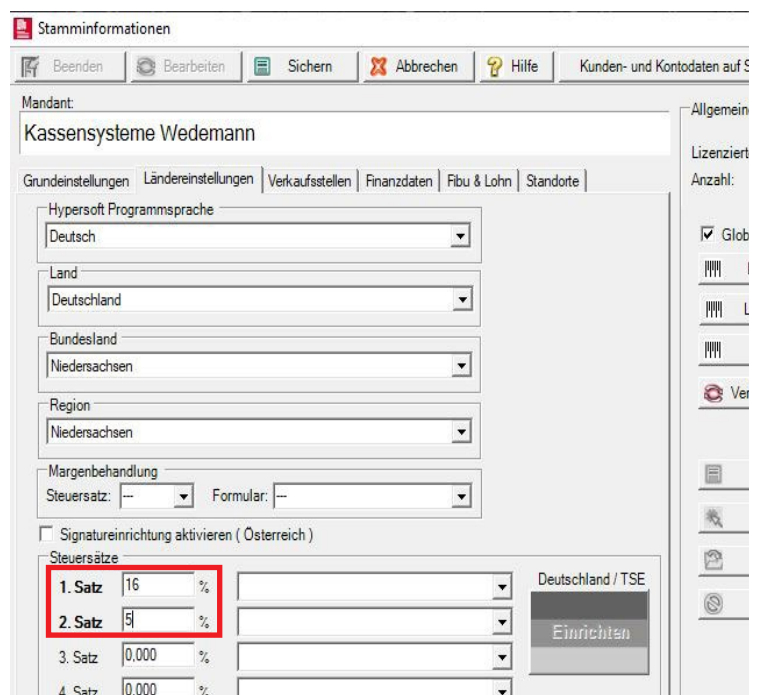 Stamminformationen
Beenden Bearbeiten Sichern Abbrechen Hilfe Kunden- und Kontodaten auf S
Mandant:
Kassensysteme Wedemann
Allgemein
Lizenziert
Anzahl:
Grundeinstellungen Ländereinstellungen Verkaufsstellen Finanzdaten Fibu & Lohn Standorte
Hypersoft Programmsprache
Deutsch
Glob
Land
Deutschland
L
Bundesland
Niedersachsen
Ver
Region
Niedersachsen
Margenbehandlung
Steuersatz: --- Formular: ---
Signatureinrichtung aktivieren ( Österreich )
Steuersätze
Deutschland / TSE
1. Satz 16 %
2. Satz 5 %
Einrichten
3. Satz 0,000 %
4. Satz 0,000 %